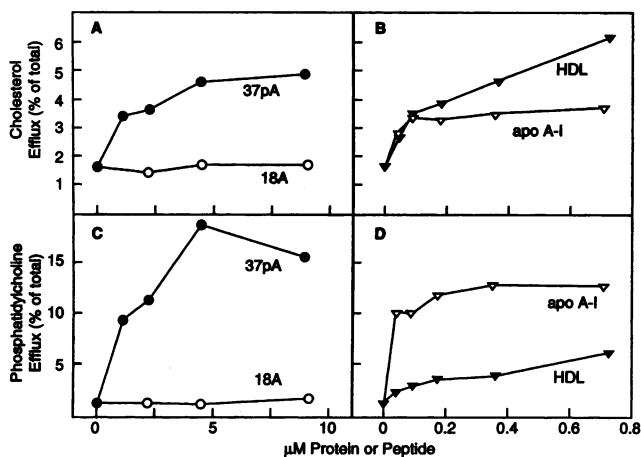 A
B
6
5
4
3
2
1
Cholesterol
Efflux (% of total)
37pA
18A
HDL
apo A-I
C
D
15
10
5
Phosphatidylcholine
Efflux (% of total)
37pA
18A
apo A-I
HDL
0 5 10 0 0.2 0.4 0.6 0.8
μM Protein or Peptide